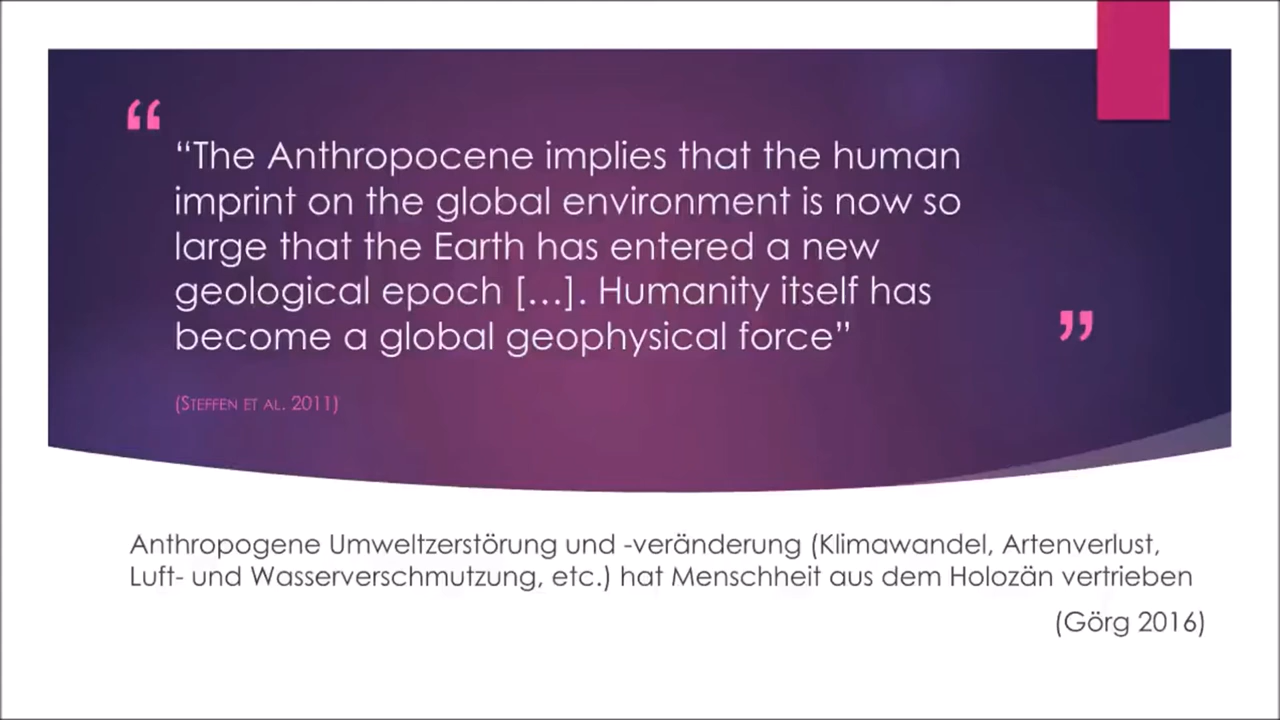 “The Anthropocene implies that the human
imprint on the global environment is now so
large that the Earth has entered a new
geological epoch […]. Humanity itself has
become a global geophysical force”
(Steffen et al. 2011)
Anthropogene Umweltzerstörung und -veränderung (Klimawandel, Artenverlust,
Luft- und Wasserverschmutzung, etc.) hat Menschheit aus dem Holozän vertrieben
(Görg 2016)